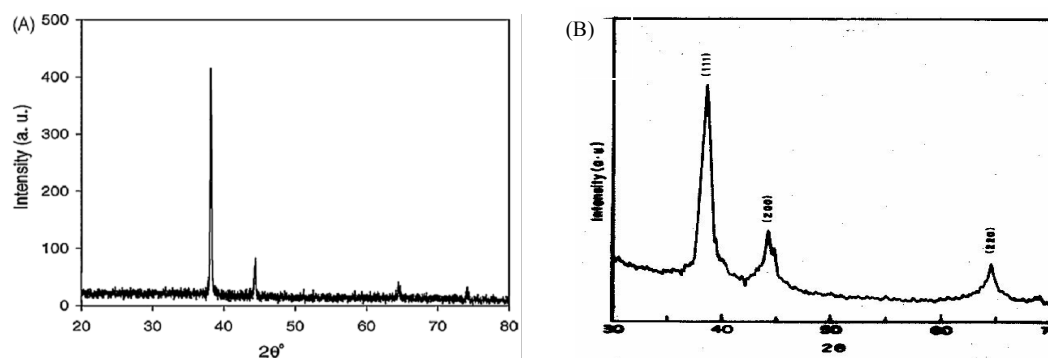 (A)
500
400
300
200
100
0
Intensity (a. u.)
20 30 40 50 60 70 80
2θ°
(B)
(111)
(200)
(220)
Intensity (a·u)
30 40 50 60 7
2θ